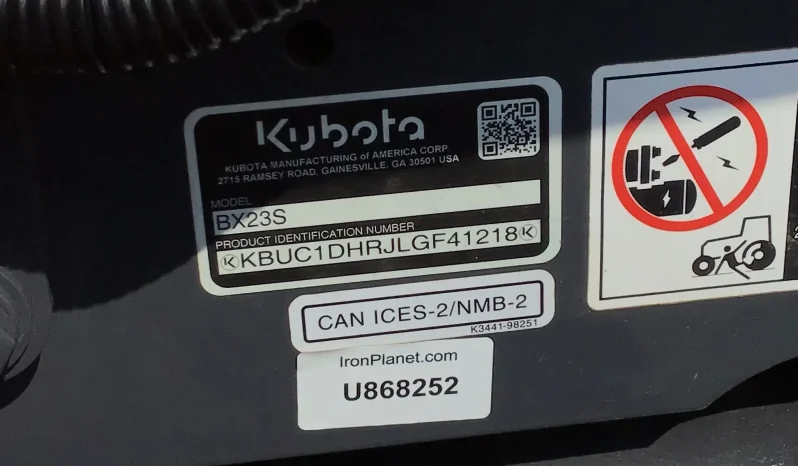 Kubota
KUBOTA MANUFACTURING of AMERICA CORP.
2715 RAMSEY ROAD, GAINESVILLE, GA 30501 USA
MODEL
BX23S
PRODUCT IDENTIFICATION NUMBER
KBUC1DHRJLGF41218
CAN ICES-2/NMB-2
K3441-98251
IronPlanet.com
U868252